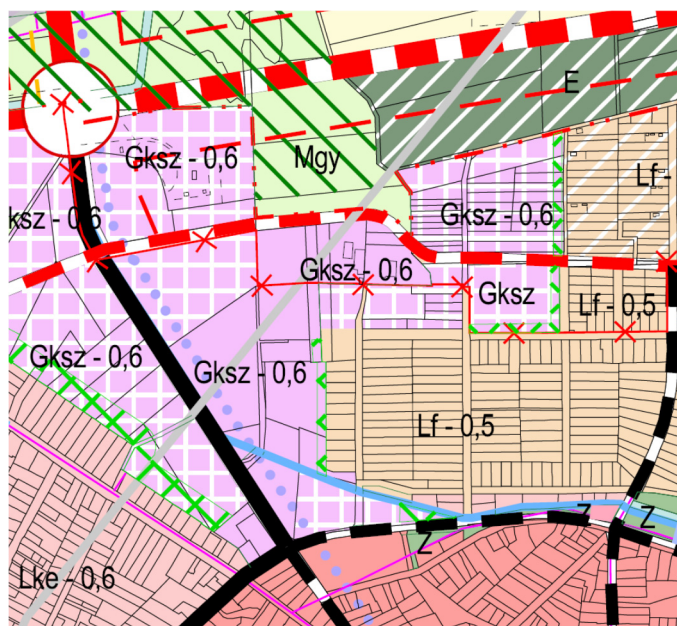 E
Gksz - 0,6
Mgy
Lf -
ksz - 0,6
Gksz - 0,6
Gksz - 0,6
Gksz
Lf - 0,5
Gksz - 0,6
Gksz - 0,6
Lf - 0,5
Z
Z
Z
Lke - 0,6